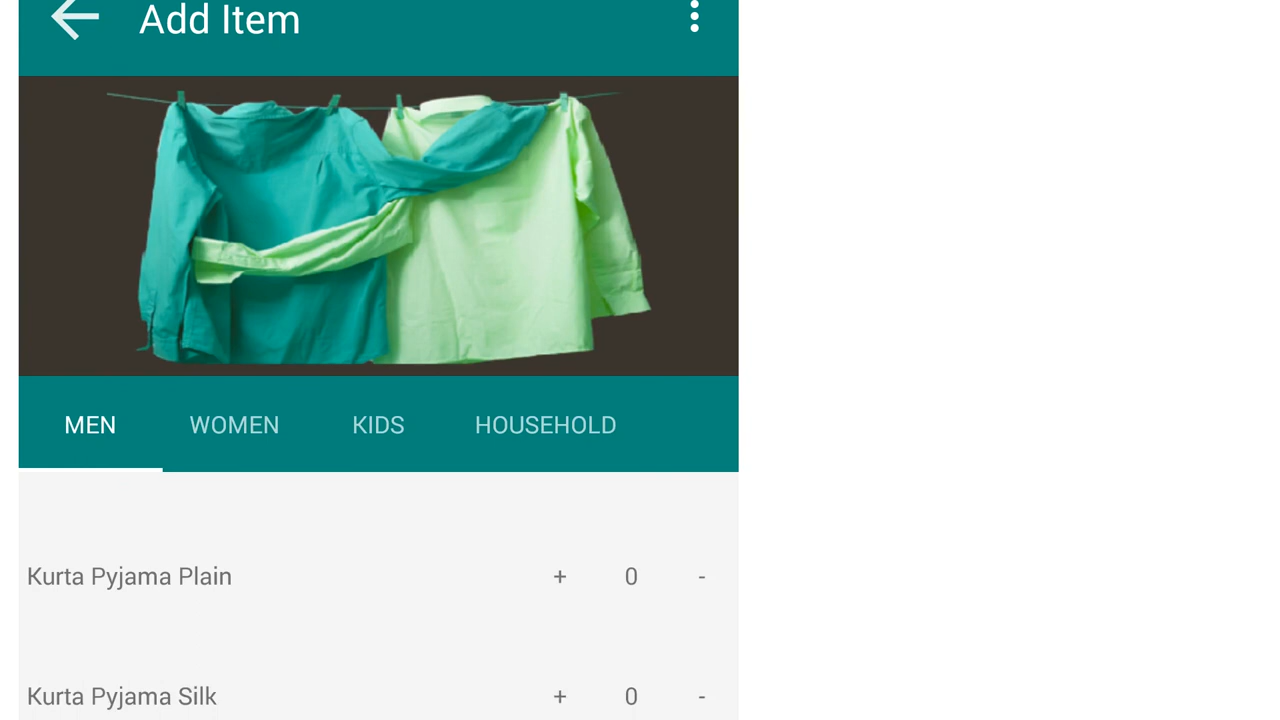 Add Item
MEN WOMEN KIDS HOUSEHOLD
Kurta Pyjama Plain + 0 -
Kurta Pyjama Silk + 0 -